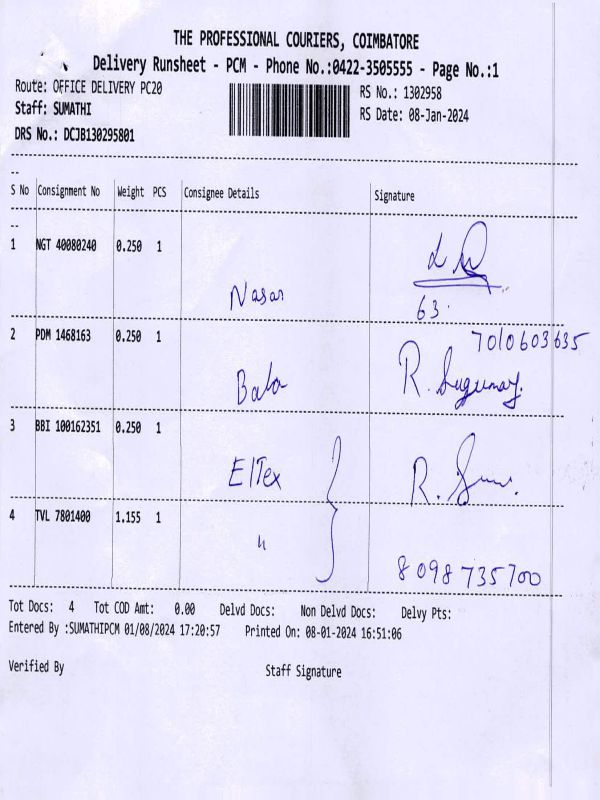 THE PROFESSIONAL COURIERS, COIMBATORE
Delivery Runsheet - PCM - Phone No.:0422-3505555 - Page No.:1
Route: OFFICE DELIVERY PC20
RS No.: 1302958
Staff: SUMATHI
RS Date: 08-Jan-2024
DRS No.: DCJB130295801
S No Consignment No Weight PCS Consignee Details Signature
1 NGT 40080240 0.250 1
Nasar
63.
2 PDM 1468163 0.250 1 7010603635
Bala R.
3 BBI 100162351 0.250 1
ElTex R.
4 TVL 7801400 1.155 1
"
8098735700
Tot Docs: 4 Tot COD Amt: 0.00 Delvd Docs: Non Delvd Docs: Delvy Pts:
Entered By :SUMATHIPCM 01/08/2024 17:20:57 Printed On: 08-01-2024 16:51:06
Verified By Staff Signature